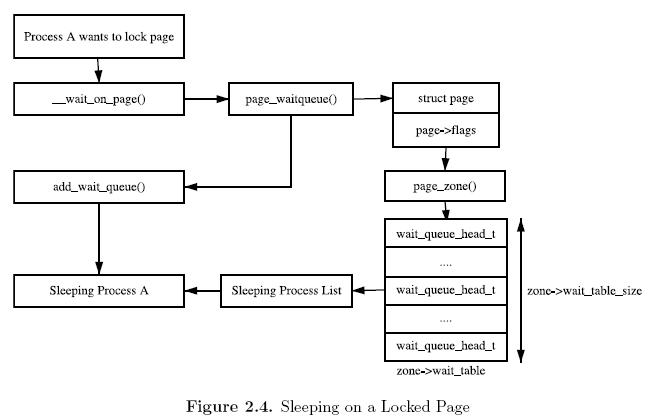 Process A wants to lock page
__wait_on_page()
page_waitqueue()
struct page
page->flags
add_wait_queue()
page_zone()
wait_queue_head_t
....
Sleeping Process A
Sleeping Process List
wait_queue_head_t
zone->wait_table_size
....
wait_queue_head_t
zone->wait_table
Figure 2.4. Sleeping on a Locked Page